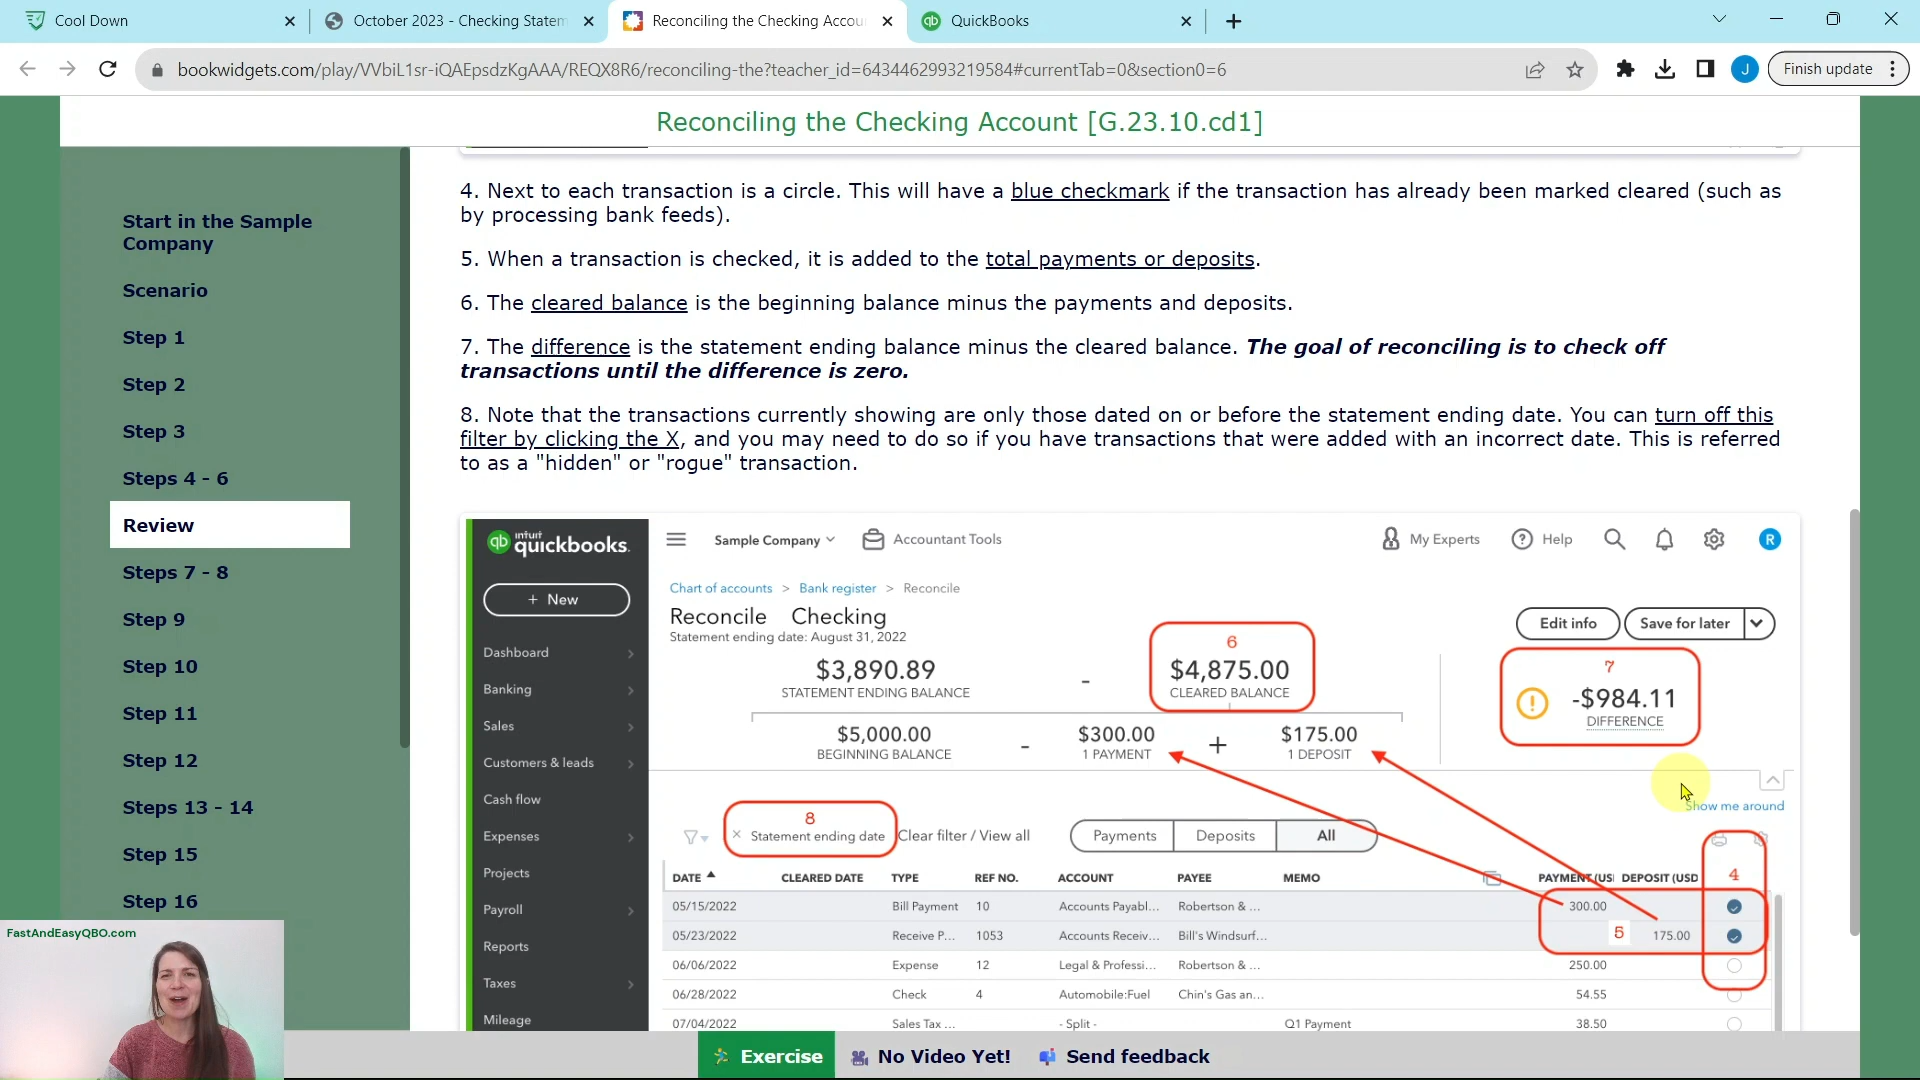 Cool Down
October 2023 - Checking Statem
Reconciling the Checking Accou
QuickBooks
bookwidgets.com/play/VVbiL1sr-iQAEpsdzKgAAA/REQX8R6/reconciling-the?teacher_id=6434462993219584#currentTab=0&section0=6
J
Finish update
Reconciling the Checking Account [G.23.10.cd1]
Start in the Sample
Company
Scenario
Step 1
Step 2
Step 3
Steps 4 - 6
Review
Steps 7 - 8
Step 9
Step 10
Step 11
Step 12
Steps 13 - 14
Step 15
Step 16
4. Next to each transaction is a circle. This will have a blue checkmark if the transaction has already been marked cleared (such as
by processing bank feeds).
5. When a transaction is checked, it is added to the total payments or deposits.
6. The cleared balance is the beginning balance minus the payments and deposits.
7. The difference is the statement ending balance minus the cleared balance. The goal of reconciling is to check off
transactions until the difference is zero.
8. Note that the transactions currently showing are only those dated on or before the statement ending date. You can turn off this
filter by clicking the X, and you may need to do so if you have transactions that were added with an incorrect date. This is referred
to as a "hidden" or "rogue" transaction.
qb intuit quickbooks.
Sample Company
Accountant Tools
My Experts
Help
R
+ New
Dashboard
Banking
Sales
Customers & leads
Cash flow
Expenses
Projects
Payroll
Reports
Taxes
Mileage
Chart of accounts > Bank register > Reconcile
Reconcile Checking
Statement ending date: August 31, 2022
Edit info
Save for later
$3,890.89
STATEMENT ENDING BALANCE
-
6
$4,875.00
CLEARED BALANCE
7
-$984.11
DIFFERENCE
$5,000.00
BEGINNING BALANCE
-
$300.00
1 PAYMENT
+
$175.00
1 DEPOSIT
Show me around
8
× Statement ending date
Clear filter / View all
Payments Deposits All
4
DATE CLEARED DATE TYPE REF NO. ACCOUNT PAYEE MEMO PAYMENT (US DEPOSIT (USD
05/15/2022 Bill Payment 10 Accounts Payabl... Robertson & ... 300.00
05/23/2022 Receive P... 1053 Accounts Receiv... Bill's Windsurf... 5 175.00
06/06/2022 Expense 12 Legal & Professi... Robertson & ... 250.00
06/28/2022 Check 4 Automobile:Fuel Chin's Gas an... 54.55
07/04/2022 Sales Tax ... - Split - Q1 Payment 38.50
FastAndEasyQBO.com
Exercise
No Video Yet!
Send feedback